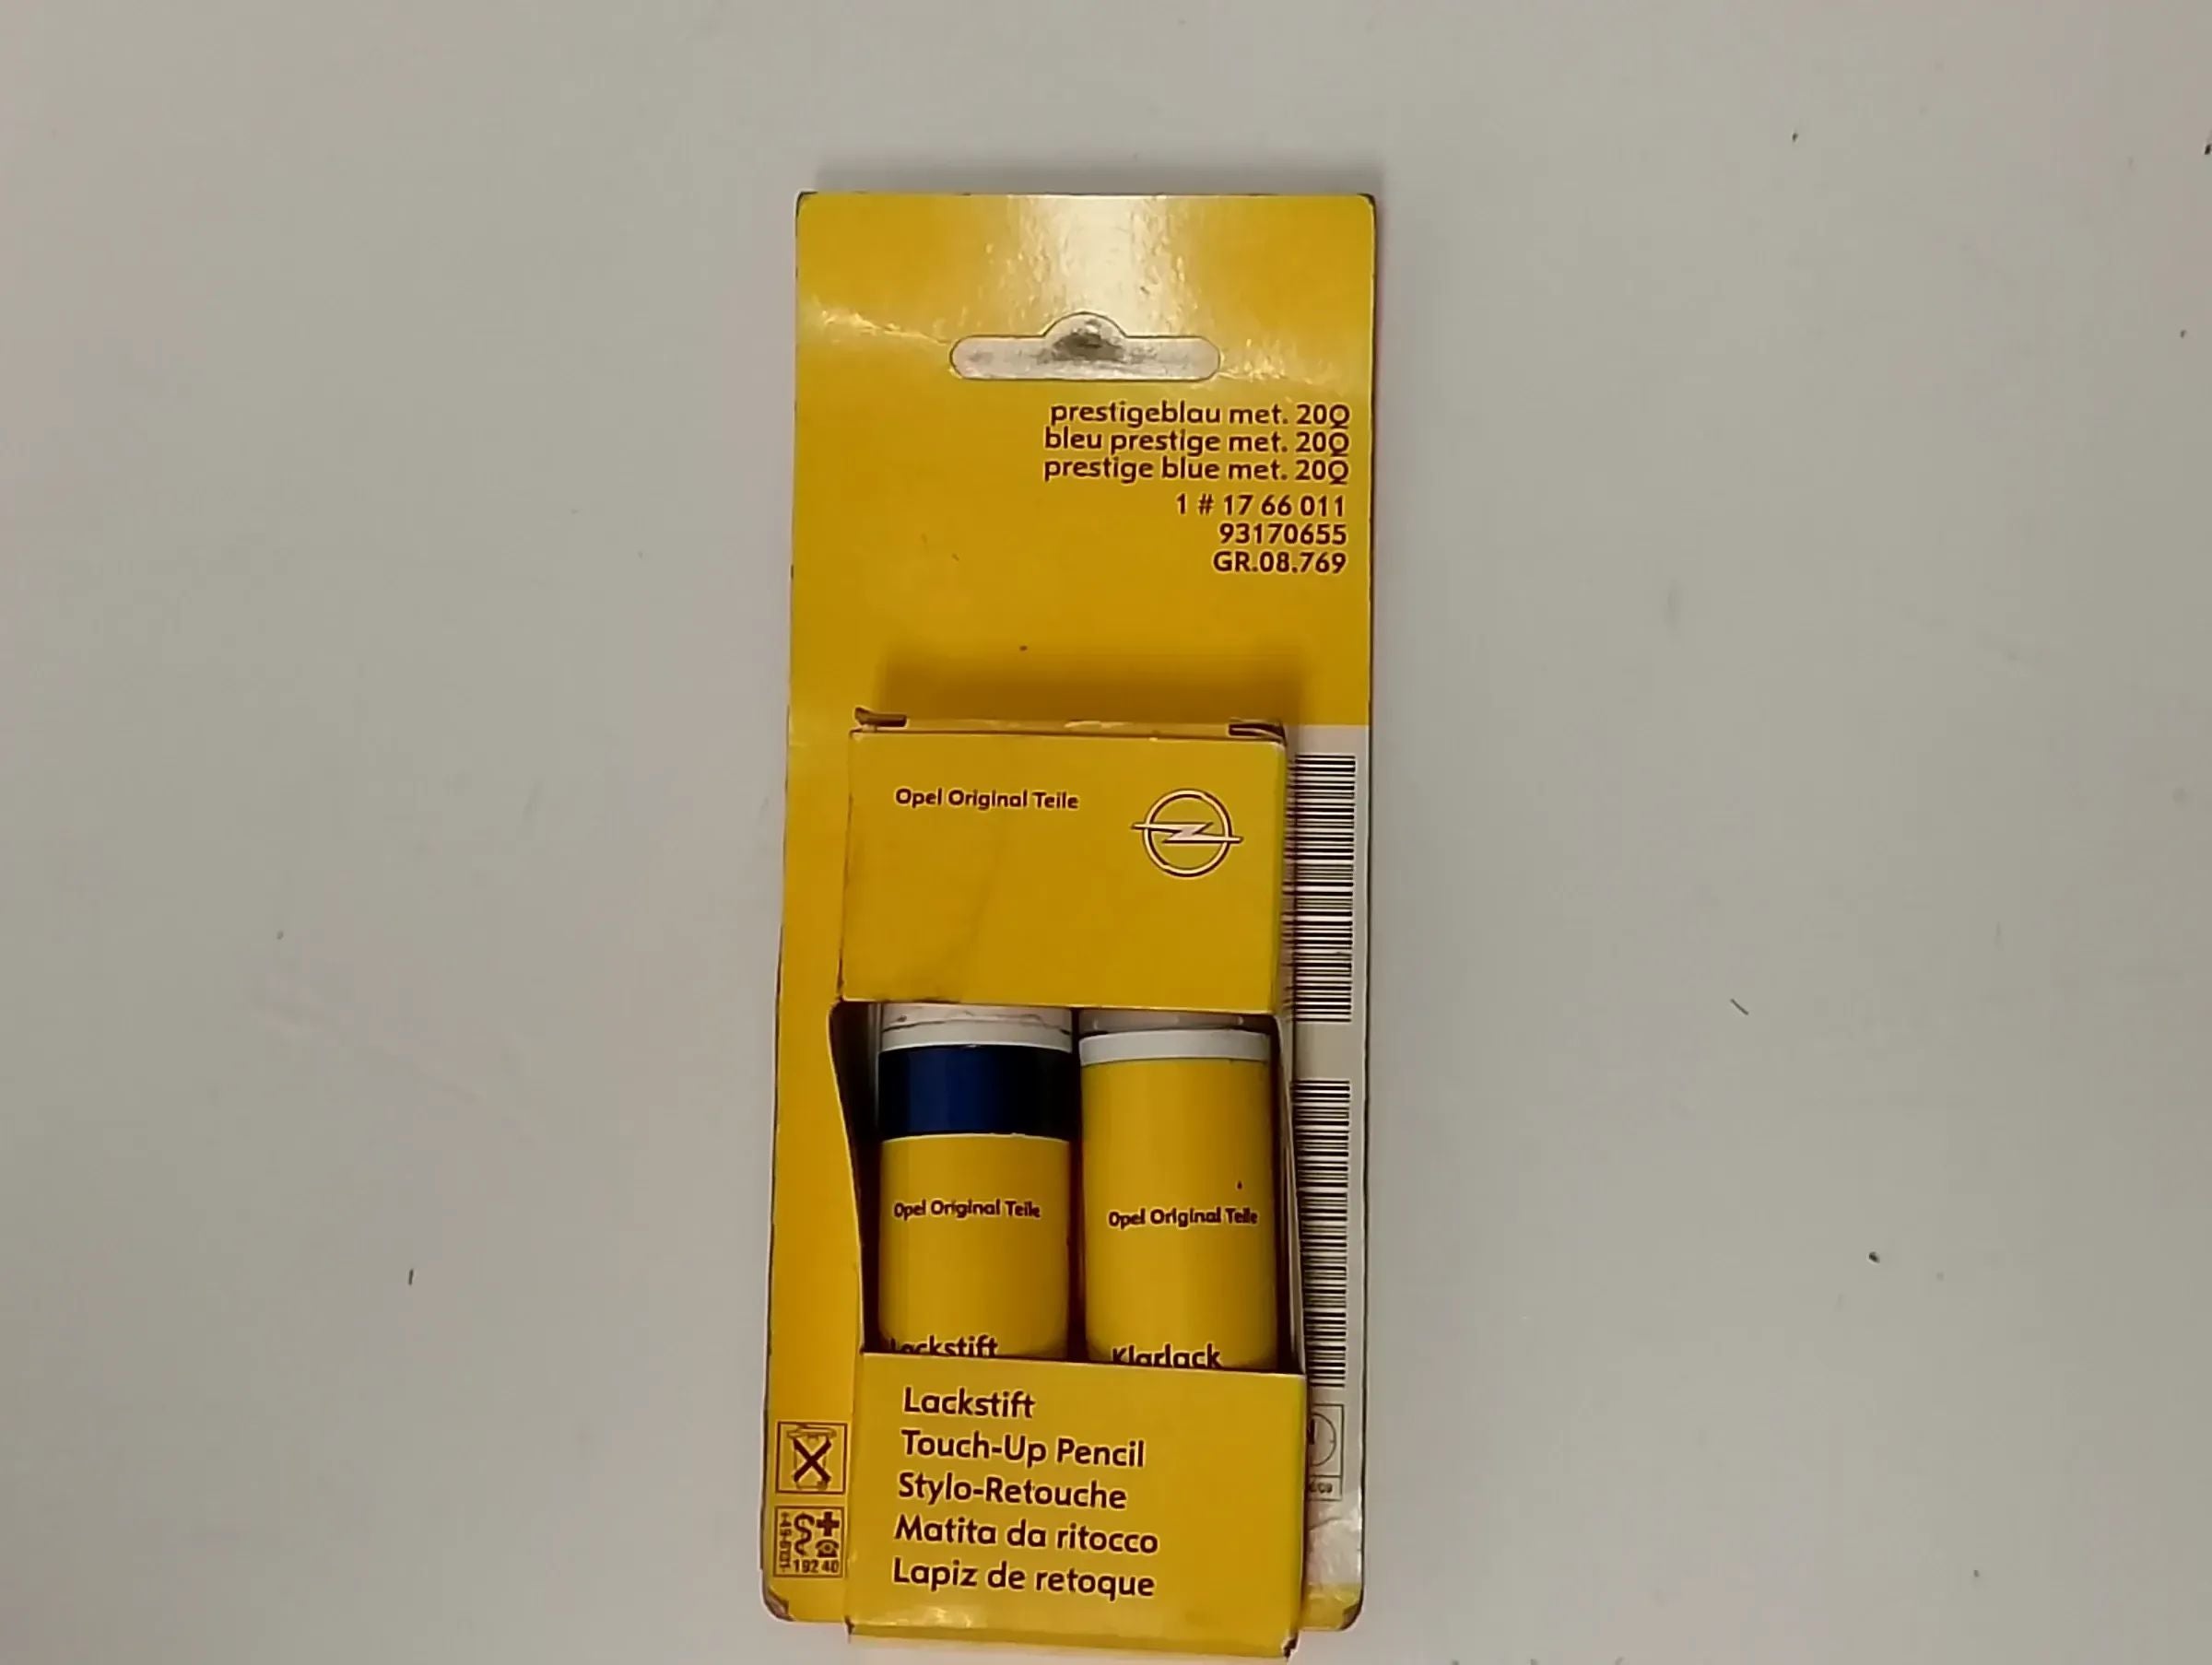 prestigeblau met. 20Q
bleu prestige met. 20Q
prestige blue met. 20Q
1 # 17 66 011
93170655
GR.08.769
Opel Original Teile
Opel Original Teile
Opel Original Teile
Lackstift
Klarlack
Lackstift
Touch-Up Pencil
Stylo-Retouche
Matita da ritocco
Lapiz de retoque
19240